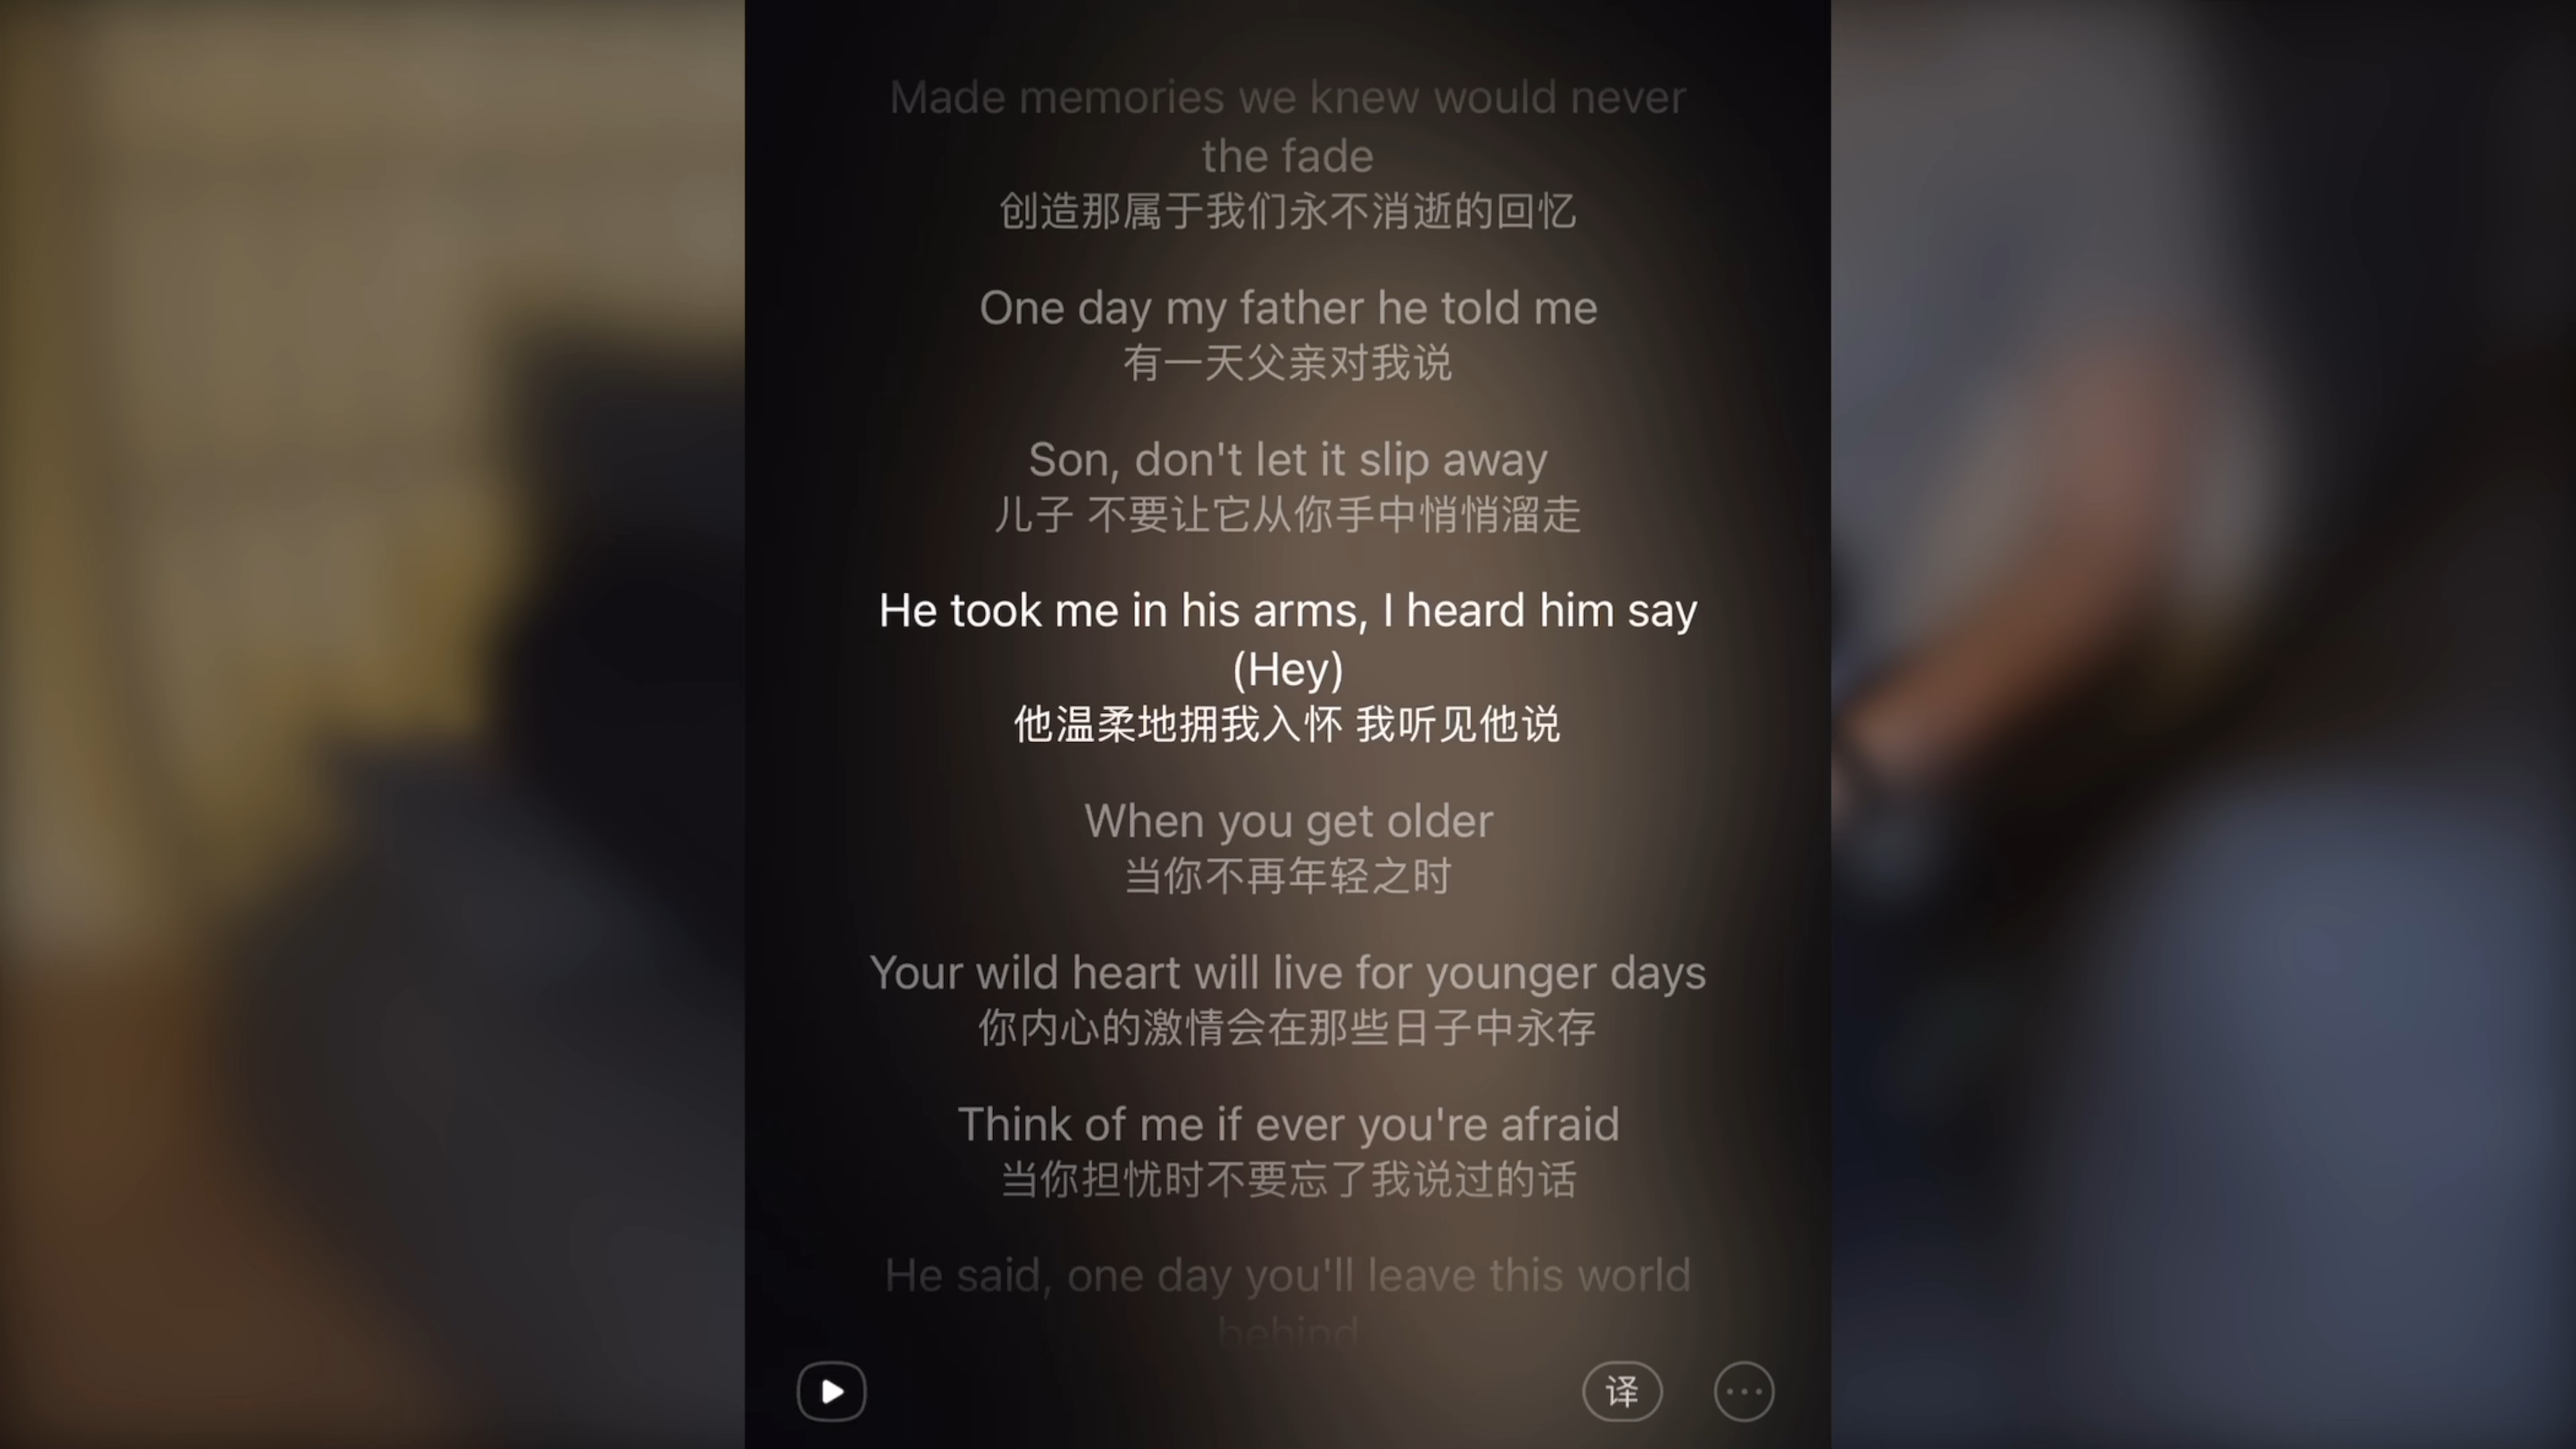 Made memories we knew would never
the fade
创造那属于我们永不消逝的回忆
One day my father he told me
有一天父亲对我说
Son, don't let it slip away
儿子 不要让它从你手中悄悄溜走
He took me in his arms, I heard him say
(Hey)
他温柔地拥我入怀 我听见他说
When you get older
当你不再年轻之时
Your wild heart will live for younger days
你内心的激情会在那些日子中永存
Think of me if ever you're afraid
当你担忧时不要忘了我说过的话
He said, one day you'll leave this world
behind
译